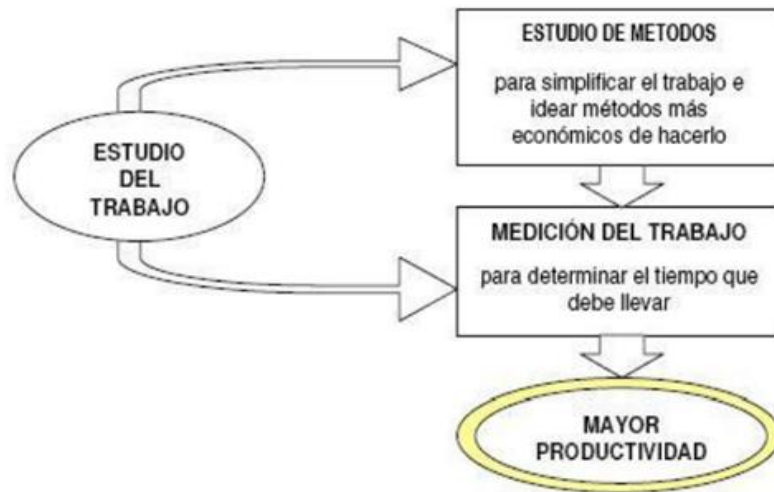 ESTUDIO
DEL
TRABAJO
ESTUDIO DE METODOS
para simplificar el trabajo e
idear métodos más
económicos de hacerlo
MEDICIÓN DEL TRABAJO
para determinar el tiempo que
debe llevar
MAYOR
PRODUCTIVIDAD